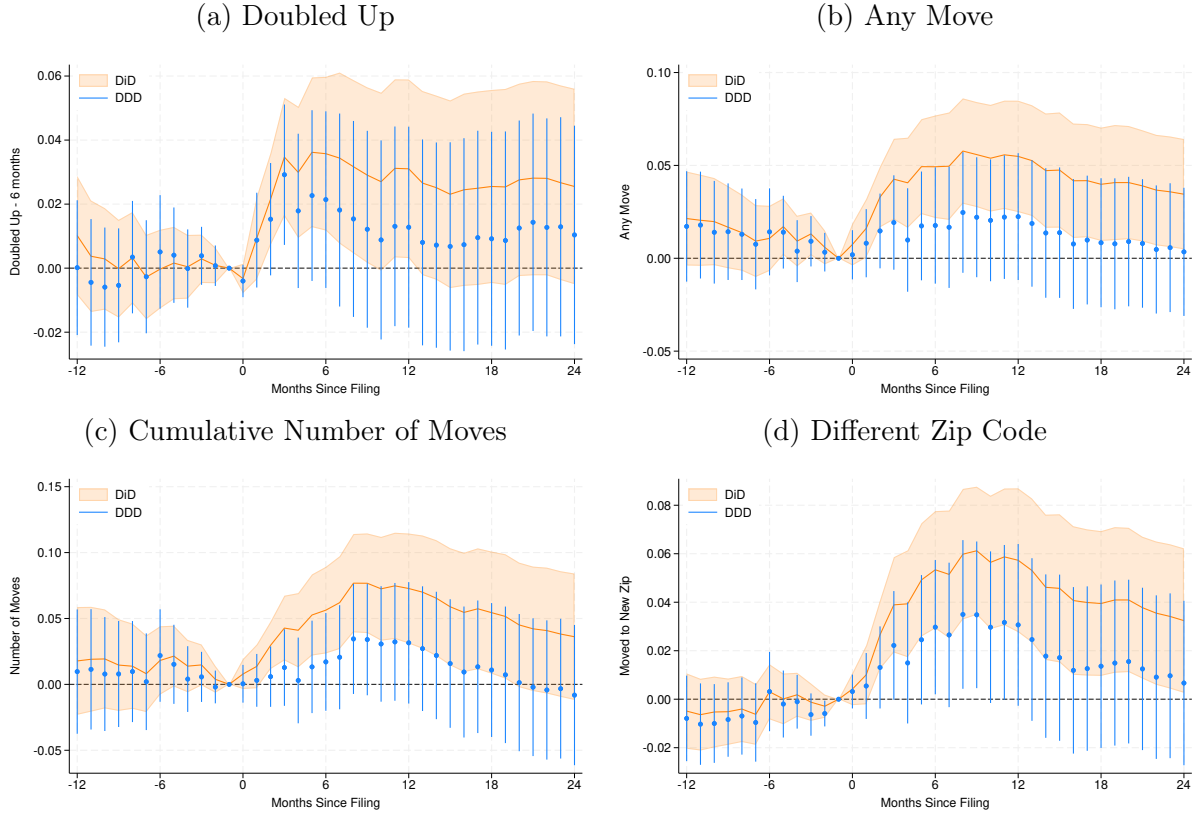 (a) Doubled Up
0.06
0.04
0.02
0.00
-0.02
Doubled Up - 6 months
DiD
DDD
-12 -6 0 6 12 18 24
Months Since Filing
(b) Any Move
0.10
0.05
0.00
-0.05
Any Move
DiD
DDD
-12 -6 0 6 12 18 24
Months Since Filing
(c) Cumulative Number of Moves
0.15
0.10
0.05
0.00
-0.05
Number of Moves
DiD
DDD
-12 -6 0 6 12 18 24
Months Since Filing
(d) Different Zip Code
0.08
0.06
0.04
0.02
0.00
-0.02
Moved to New Zip
DiD
DDD
-12 -6 0 6 12 18 24
Months Since Filing